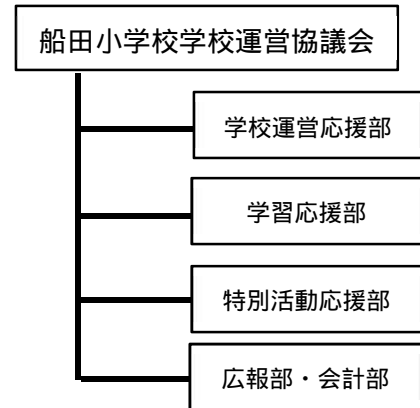 船田小学校学校運営協議会
学校運営応援部
学習応援部
特別活動応援部
広報部・会計部